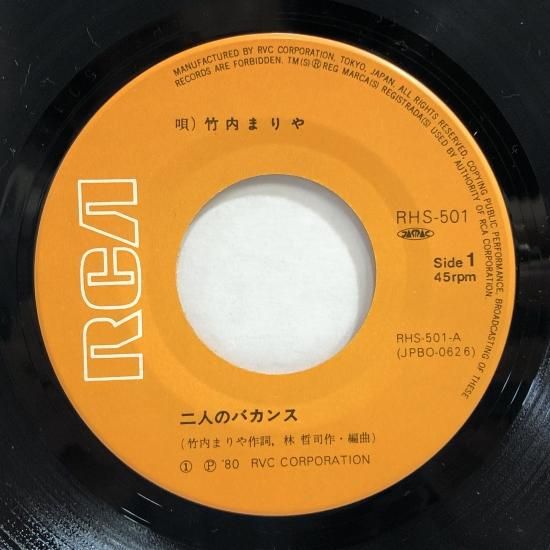 MANUFACTURED BY RVC CORPORATION, TOKYO, JAPAN. ALL RIGHTS RESERVED. COPYING PUBLIC PERFORMANCE, BROADCASTING OF THESE
RECORDS ARE FORBIDDEN. TM(S)®REG MARCA(S) REGISTRADA(S) USED BY AUTHORITY OF RCA CORPORATION.
唄) 竹内まりや
RCA
RHS-501
JASRAC
Side 1
45rpm
RHS-501-A
(JPBO-0626)
二人のバカンス
(竹内まりや作詞, 林 哲司作・編曲)
① Ⓟ '80 RVC CORPORATION